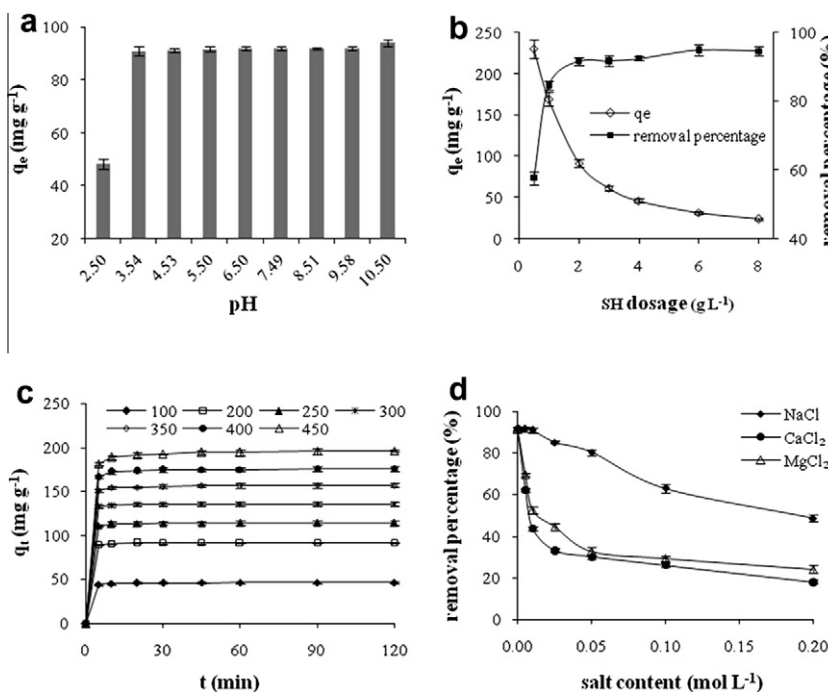 a
q_e (mg g⁻¹)
100
80
60
40
20
2.50 3.54 4.53 5.50 6.50 7.49 8.51 9.58 10.50
pH
b
q_e (mg g⁻¹)
250
200
150
100
50
0
0 2 4 6 8
SH dosage (g L⁻¹)
qe
removal percentage
100
80
60
40
removal percentage (%)
c
q_t (mg g⁻¹)
250
200
150
100
50
0
0 30 60 90 120
t (min)
100 200 250 300
350 400 450
d
removal percentage (%)
100
80
60
40
20
0
0.00 0.05 0.10 0.15 0.20
salt content (mol L⁻¹)
NaCl
CaCl₂
MgCl₂